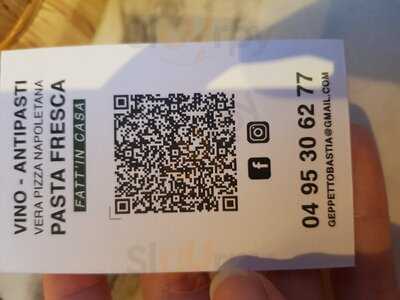 VINO - ANTIPASTI
VERA PIZZA NAPOLETANA
PASTA FRESCA
FATT'IN CASA
04 95 30 62 77
GEPPETTOBASTIA@GMAIL.COM